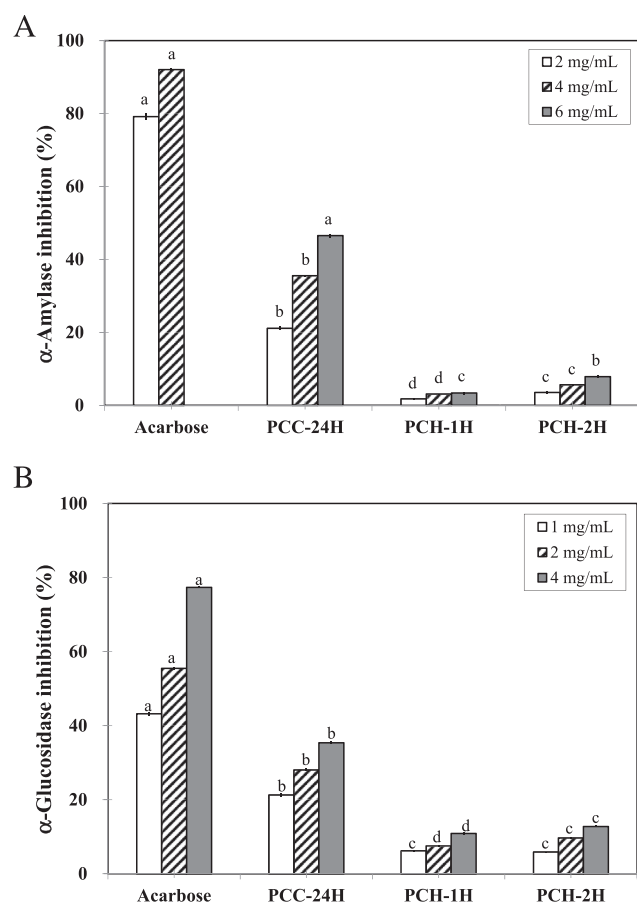 A
α-Amylase inhibition (%)
100
80
60
40
20
0
2 mg/mL
4 mg/mL
6 mg/mL
a
a
b
b
a
d
d
c
c
c
b
Acarbose
PCC-24H
PCH-1H
PCH-2H
B
α-Glucosidase inhibition (%)
100
80
60
40
20
0
1 mg/mL
2 mg/mL
4 mg/mL
a
a
a
b
b
b
c
d
d
c
c
c
Acarbose
PCC-24H
PCH-1H
PCH-2H